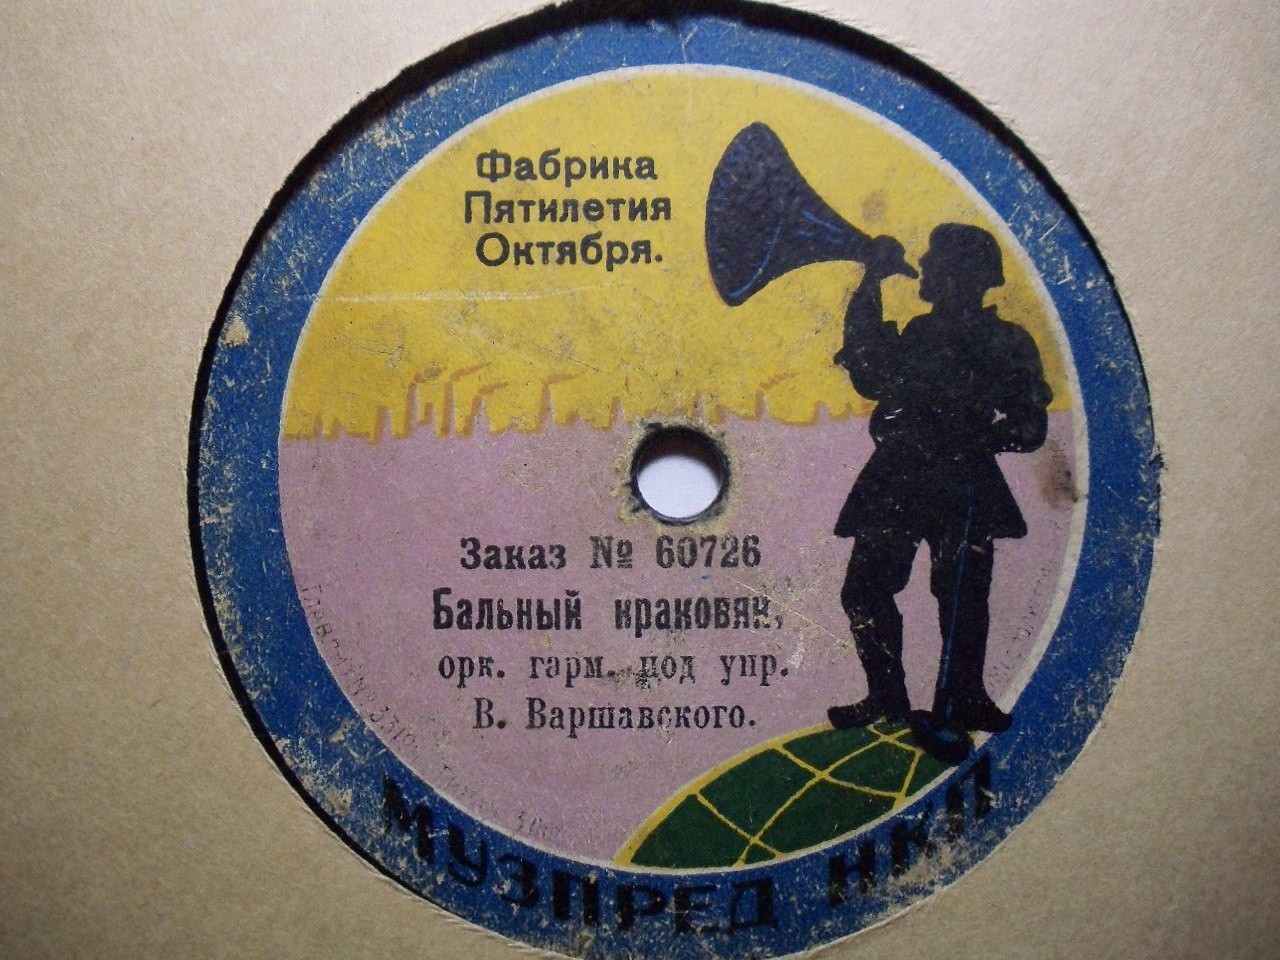 Фабрика
Пятилетия
Октября.
Заказ № 60726
Бальный краковяк,
орк. гарм. под упр.
В. Варшавского.
МУЗПРЕД НКП